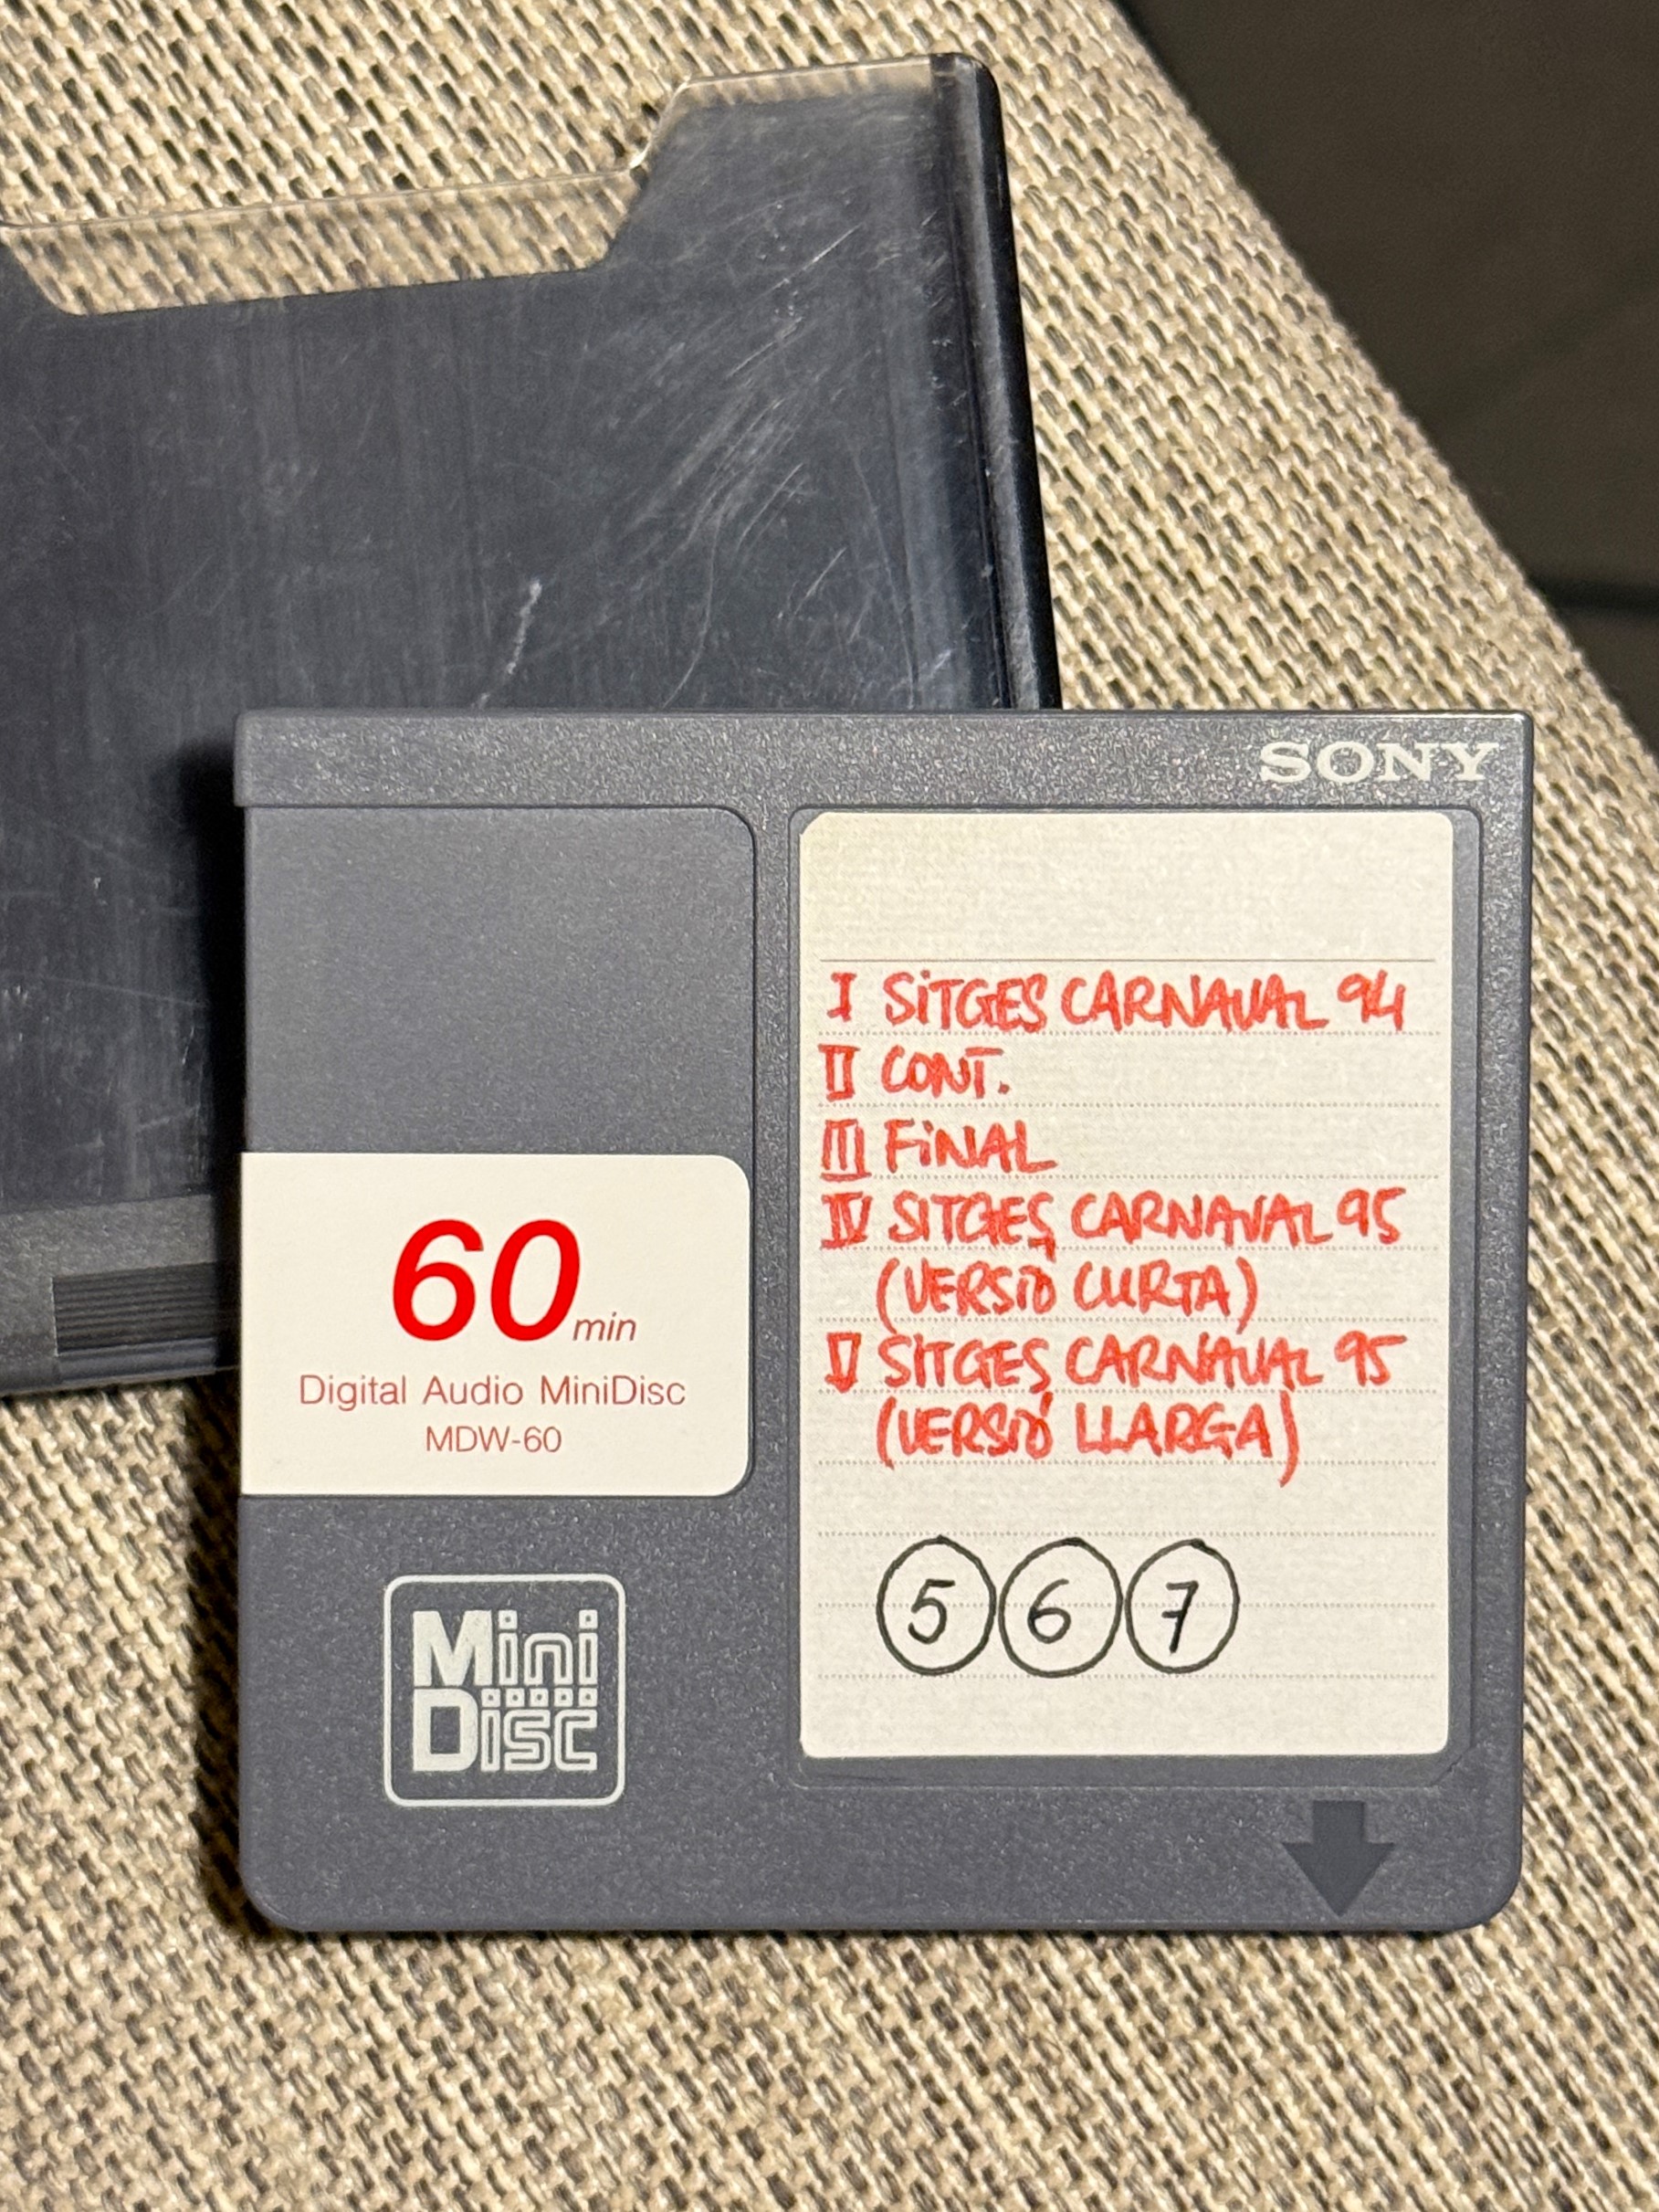 SONY
I SITGES CARNAVAL 94
II CONT.
III FINAL
IV SITGES CARNAVAL 95
(VERSIÓ CURTA)
V SITGES CARNAVAL 95
(VERSIÓ LLARGA)
5 6 7
60 min
Digital Audio MiniDisc
MDW-60
Mini
Disc